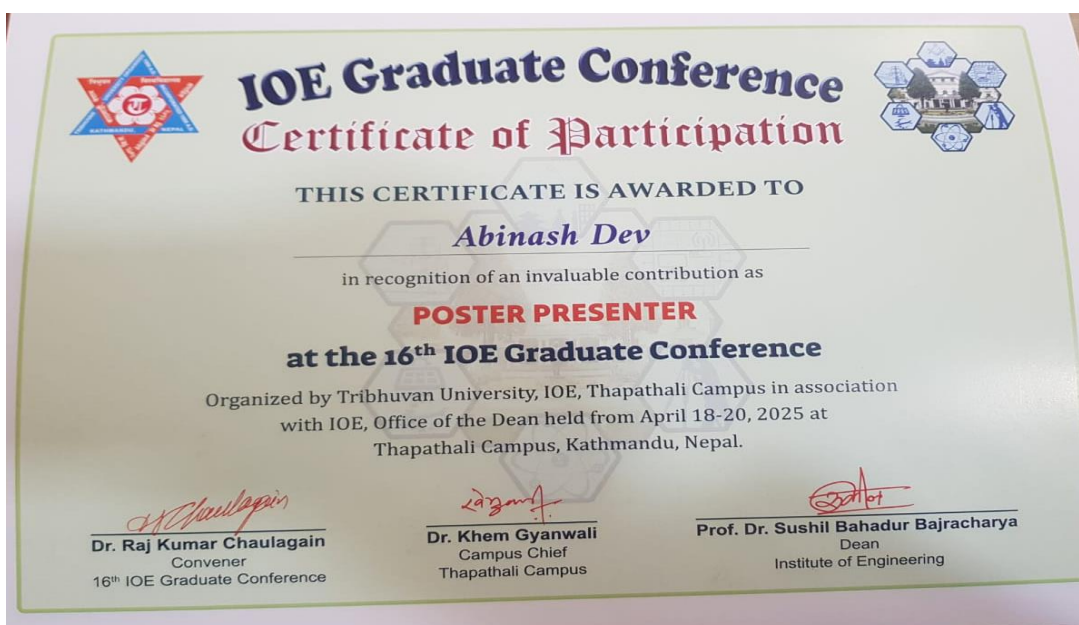 IOE Graduate Conference
Certificate of Participation
THIS CERTIFICATE IS AWARDED TO
Abinash Dev
in recognition of an invaluable contribution as
POSTER PRESENTER
at the 16th IOE Graduate Conference
Organized by Tribhuvan University, IOE, Thapathali Campus in association
with IOE, Office of the Dean held from April 18-20, 2025 at
Thapathali Campus, Kathmandu, Nepal.
Dr. Raj Kumar Chaulagain
Convener
16th IOE Graduate Conference
Dr. Khem Gyanwali
Campus Chief
Thapathali Campus
Prof. Dr. Sushil Bahadur Bajracharya
Dean
Institute of Engineering